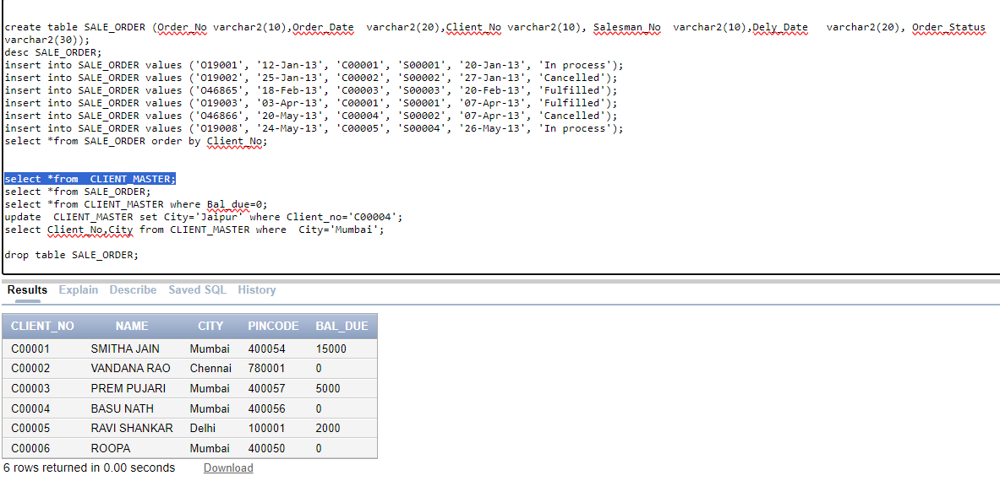 create table SALE_ORDER (Order_No varchar2(10),Order_Date  varchar2(20),Client_No varchar2(10), Salesman_No  varchar2(10),Dely_Date   varchar2(20), Order_Status
varchar2(30));
desc SALE_ORDER;
insert into SALE_ORDER values ('O19001', '12-Jan-13', 'C00001', 'S00001', '20-Jan-13', 'In process');
insert into SALE_ORDER values ('O19002', '25-Jan-13', 'C00002', 'S00002', '27-Jan-13', 'Cancelled');
insert into SALE_ORDER values ('O46865', '18-Feb-13', 'C00003', 'S00003', '20-Feb-13', 'Fulfilled');
insert into SALE_ORDER values ('O19003', '03-Apr-13', 'C00001', 'S00001', '07-Apr-13', 'Fulfilled');
insert into SALE_ORDER values ('O46866', '20-May-13', 'C00004', 'S00002', '07-Apr-13', 'Cancelled');
insert into SALE_ORDER values ('O19008', '24-May-13', 'C00005', 'S00004', '26-May-13', 'In process');
select *from SALE_ORDER order by Client_No;
select *from  CLIENT_MASTER;
select *from SALE_ORDER;
select *from CLIENT_MASTER where Bal_due=0;
update  CLIENT_MASTER set City='Jaipur' where Client_no='C00004';
select Client_No,City from CLIENT_MASTER where  City='Mumbai';
drop table SALE_ORDER;
Results Explain Describe Saved SQL History
CLIENT_NO NAME CITY PINCODE BAL_DUE
C00001 SMITHA JAIN Mumbai 400054 15000
C00002 VANDANA RAO Chennai 780001 0
C00003 PREM PUJARI Mumbai 400057 5000
C00004 BASU NATH Mumbai 400056 0
C00005 RAVI SHANKAR Delhi 100001 2000
C00006 ROOPA Mumbai 400050 0
6 rows returned in 0.00 seconds Download